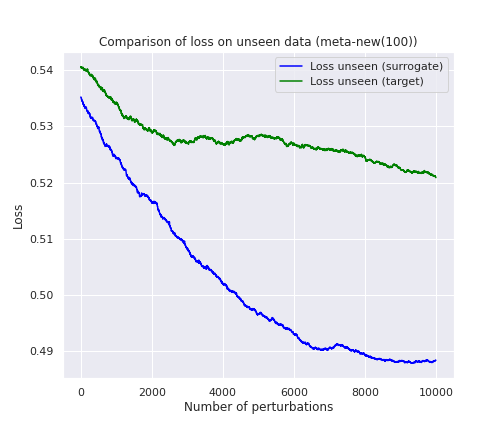 Comparison of loss on unseen data (meta-new(100))
Loss unseen (surrogate)
Loss unseen (target)
0.54
0.53
0.52
0.51
0.50
0.49
Loss
0 2000 4000 6000 8000 10000
Number of perturbations